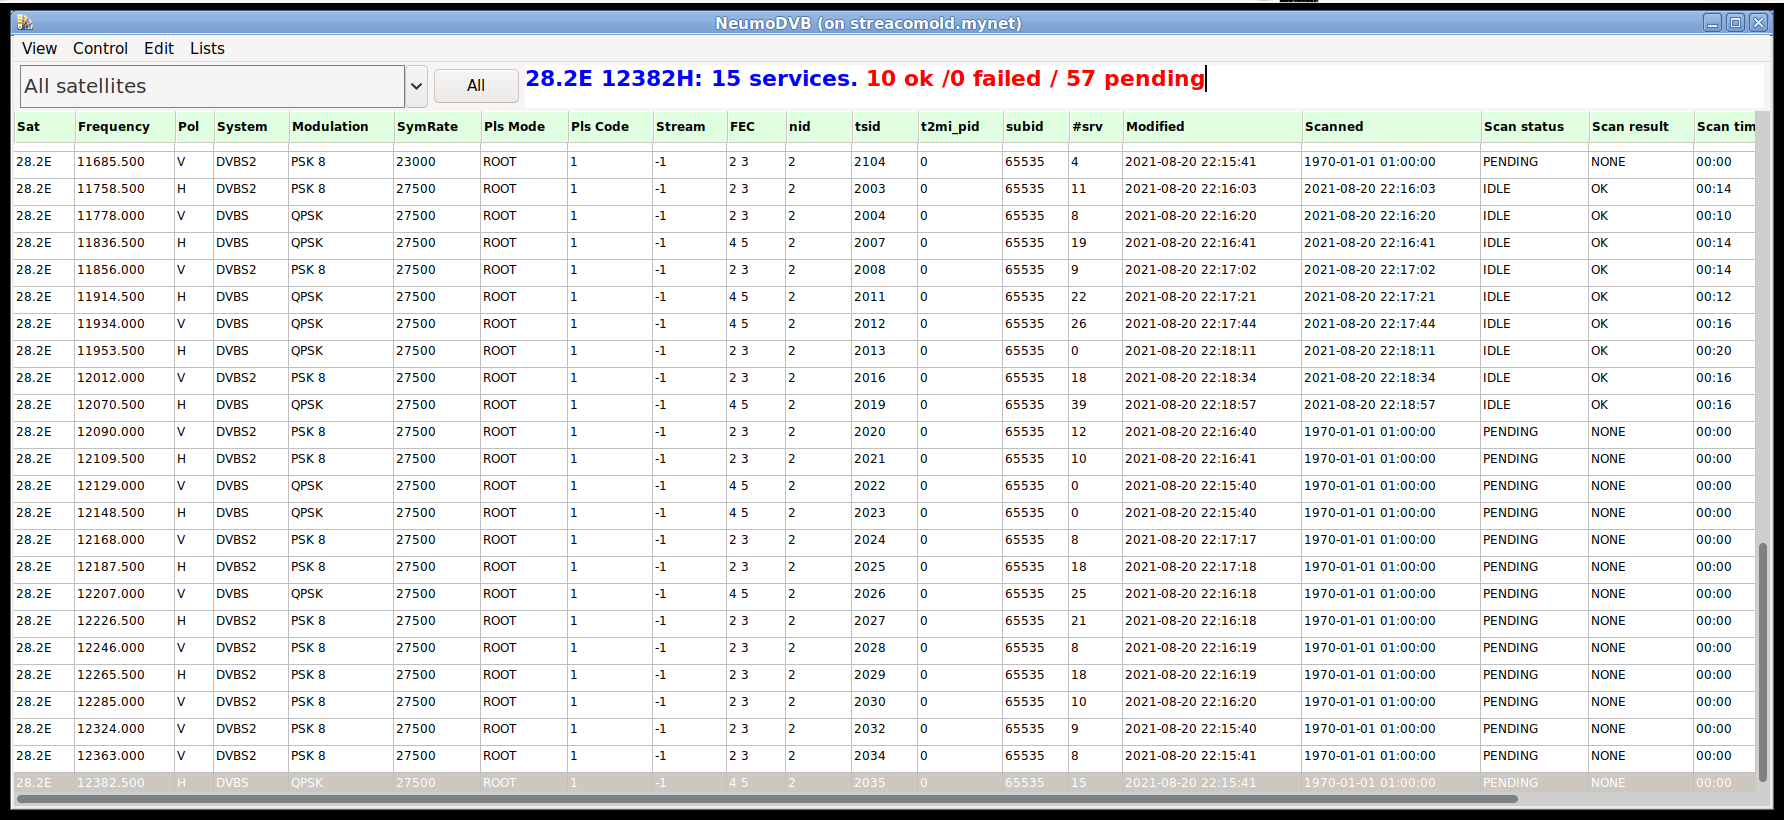 NeumoDVB (on streacomold.mynet)
View Control Edit Lists
All satellites All 28.2E 12382H: 15 services. 10 ok /0 failed / 57 pending
Sat Frequency Pol System Modulation SymRate Pls Mode Pls Code Stream FEC nid tsid t2mi_pid subid #srv Modified Scanned Scan status Scan result Scan tim
28.2E 11685.500 V DVBS2 PSK 8 23000 ROOT 1 -1 2 3 2 2104 0 65535 4 2021-08-20 22:15:41 1970-01-01 01:00:00 PENDING NONE 00:00
28.2E 11758.500 H DVBS2 PSK 8 27500 ROOT 1 -1 2 3 2 2003 0 65535 11 2021-08-20 22:16:03 2021-08-20 22:16:03 IDLE OK 00:14
28.2E 11778.000 V DVBS QPSK 27500 ROOT 1 -1 2 3 2 2004 0 65535 8 2021-08-20 22:16:20 2021-08-20 22:16:20 IDLE OK 00:10
28.2E 11836.500 H DVBS QPSK 27500 ROOT 1 -1 4 5 2 2007 0 65535 19 2021-08-20 22:16:41 2021-08-20 22:16:41 IDLE OK 00:14
28.2E 11856.000 V DVBS2 PSK 8 27500 ROOT 1 -1 2 3 2 2008 0 65535 9 2021-08-20 22:17:02 2021-08-20 22:17:02 IDLE OK 00:14
28.2E 11914.500 H DVBS QPSK 27500 ROOT 1 -1 4 5 2 2011 0 65535 22 2021-08-20 22:17:21 2021-08-20 22:17:21 IDLE OK 00:12
28.2E 11934.000 V DVBS QPSK 27500 ROOT 1 -1 4 5 2 2012 0 65535 26 2021-08-20 22:17:44 2021-08-20 22:17:44 IDLE OK 00:16
28.2E 11953.500 H DVBS QPSK 27500 ROOT 1 -1 2 3 2 2013 0 65535 0 2021-08-20 22:18:11 2021-08-20 22:18:11 IDLE OK 00:20
28.2E 12012.000 V DVBS2 PSK 8 27500 ROOT 1 -1 2 3 2 2016 0 65535 18 2021-08-20 22:18:34 2021-08-20 22:18:34 IDLE OK 00:16
28.2E 12070.500 H DVBS QPSK 27500 ROOT 1 -1 4 5 2 2019 0 65535 39 2021-08-20 22:18:57 2021-08-20 22:18:57 IDLE OK 00:16
28.2E 12090.000 V DVBS2 PSK 8 27500 ROOT 1 -1 2 3 2 2020 0 65535 12 2021-08-20 22:16:40 1970-01-01 01:00:00 PENDING NONE 00:00
28.2E 12109.500 H DVBS2 PSK 8 27500 ROOT 1 -1 2 3 2 2021 0 65535 10 2021-08-20 22:16:41 1970-01-01 01:00:00 PENDING NONE 00:00
28.2E 12129.000 V DVBS QPSK 27500 ROOT 1 -1 4 5 2 2022 0 65535 0 2021-08-20 22:15:40 1970-01-01 01:00:00 PENDING NONE 00:00
28.2E 12148.500 H DVBS QPSK 27500 ROOT 1 -1 4 5 2 2023 0 65535 0 2021-08-20 22:15:40 1970-01-01 01:00:00 PENDING NONE 00:00
28.2E 12168.000 V DVBS2 PSK 8 27500 ROOT 1 -1 2 3 2 2024 0 65535 8 2021-08-20 22:17:17 1970-01-01 01:00:00 PENDING NONE 00:00
28.2E 12187.500 H DVBS2 PSK 8 27500 ROOT 1 -1 2 3 2 2025 0 65535 18 2021-08-20 22:17:18 1970-01-01 01:00:00 PENDING NONE 00:00
28.2E 12207.000 V DVBS QPSK 27500 ROOT 1 -1 4 5 2 2026 0 65535 25 2021-08-20 22:16:18 1970-01-01 01:00:00 PENDING NONE 00:00
28.2E 12226.500 H DVBS2 PSK 8 27500 ROOT 1 -1 2 3 2 2027 0 65535 21 2021-08-20 22:16:18 1970-01-01 01:00:00 PENDING NONE 00:00
28.2E 12246.000 V DVBS2 PSK 8 27500 ROOT 1 -1 2 3 2 2028 0 65535 8 2021-08-20 22:16:19 1970-01-01 01:00:00 PENDING NONE 00:00
28.2E 12265.500 H DVBS2 PSK 8 27500 ROOT 1 -1 2 3 2 2029 0 65535 18 2021-08-20 22:16:19 1970-01-01 01:00:00 PENDING NONE 00:00
28.2E 12285.000 V DVBS2 PSK 8 27500 ROOT 1 -1 2 3 2 2030 0 65535 10 2021-08-20 22:16:20 1970-01-01 01:00:00 PENDING NONE 00:00
28.2E 12324.000 V DVBS2 PSK 8 27500 ROOT 1 -1 2 3 2 2032 0 65535 9 2021-08-20 22:15:40 1970-01-01 01:00:00 PENDING NONE 00:00
28.2E 12363.000 V DVBS2 PSK 8 27500 ROOT 1 -1 2 3 2 2034 0 65535 8 2021-08-20 22:15:41 1970-01-01 01:00:00 PENDING NONE 00:00
28.2E 12382.500 H DVBS QPSK 27500 ROOT 1 -1 4 5 2 2035 0 65535 15 2021-08-20 22:15:41 1970-01-01 01:00:00 PENDING NONE 00:00